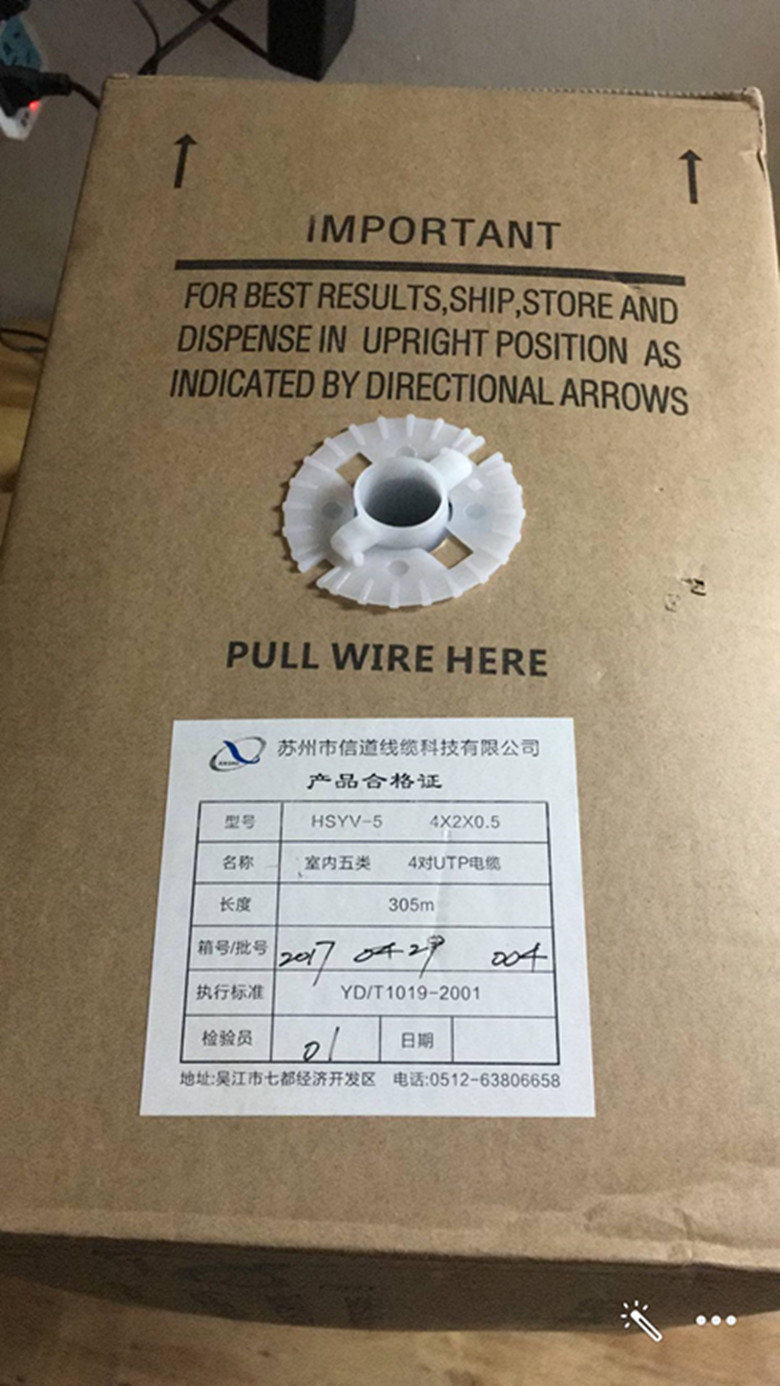 IMPORTANT
FOR BEST RESULTS,SHIP,STORE AND
DISPENSE IN UPRIGHT POSITION AS
INDICATED BY DIRECTIONAL ARROWS
PULL WIRE HERE
苏州市信道线缆科技有限公司
产品合格证
型号 HSYV-5 4X2X0.5
名称 室内五类 4对UTP电缆
长度 305m
箱号/批号 2017 04 29 004
执行标准 YD/T1019-2001
检验员 01 日期
地址:吴江市七都经济开发区 电话:0512-63806658